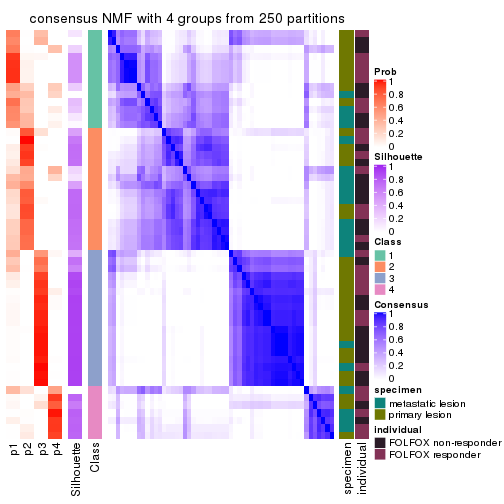 consensus NMF with 4 groups from 250 partitions
Prob
1
0.8
0.6
0.4
0.2
0
Silhouette
1
0.8
0.6
0.4
0.2
0
Class
1
2
3
4
Consensus
1
0.8
0.6
0.4
0.2
0
specimen
metastatic lesion
primary lesion
individual
FOLFOX non-responder
FOLFOX responder
p1
p2
p3
p4
Silhouette
Class
specimen
individual